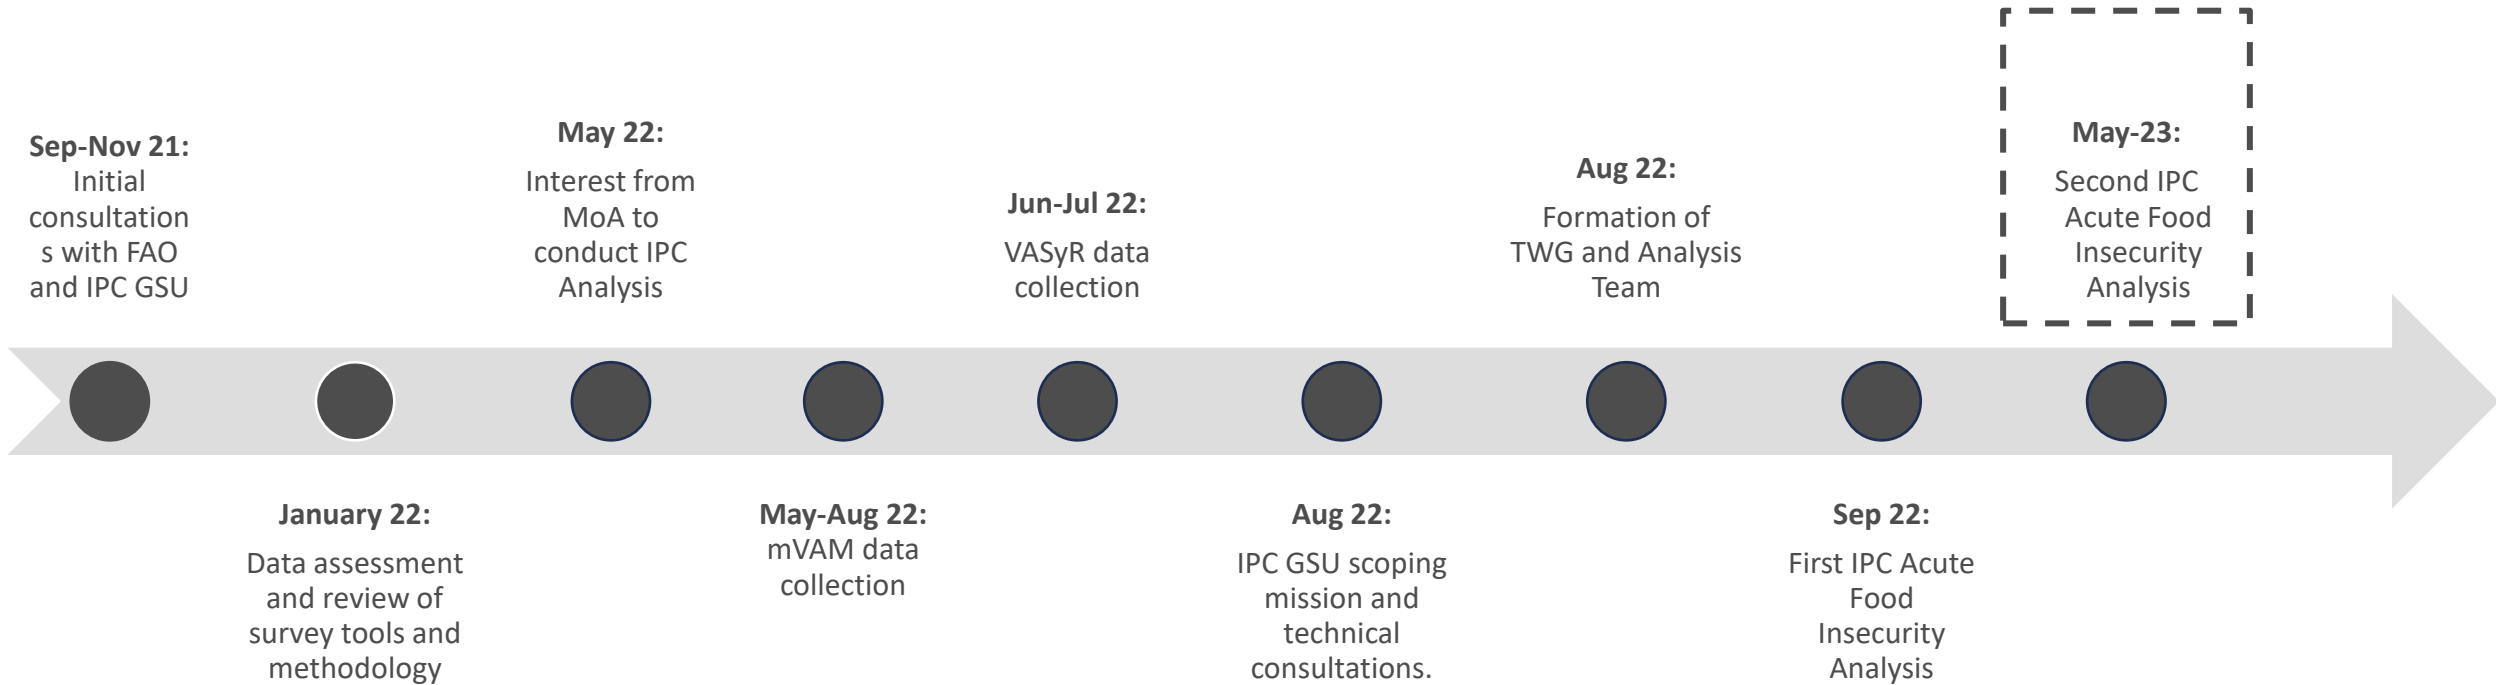 Sep-Nov 21:
Initial
consultation
s with FAO
and IPC GSU
January 22:
Data assessment
and review of
survey tools and
methodology
May 22:
Interest from
MoA to
conduct IPC
Analysis
May-Aug 22:
mVAM data
collection
Jun-Jul 22:
VASyR data
collection
Aug 22:
IPC GSU scoping
mission and
technical
consultations.
Aug 22:
Formation of
TWG and Analysis
Team
Sep 22:
First IPC Acute
Food
Insecurity
Analysis
May-23:
Second IPC
Acute Food
Insecurity
Analysis